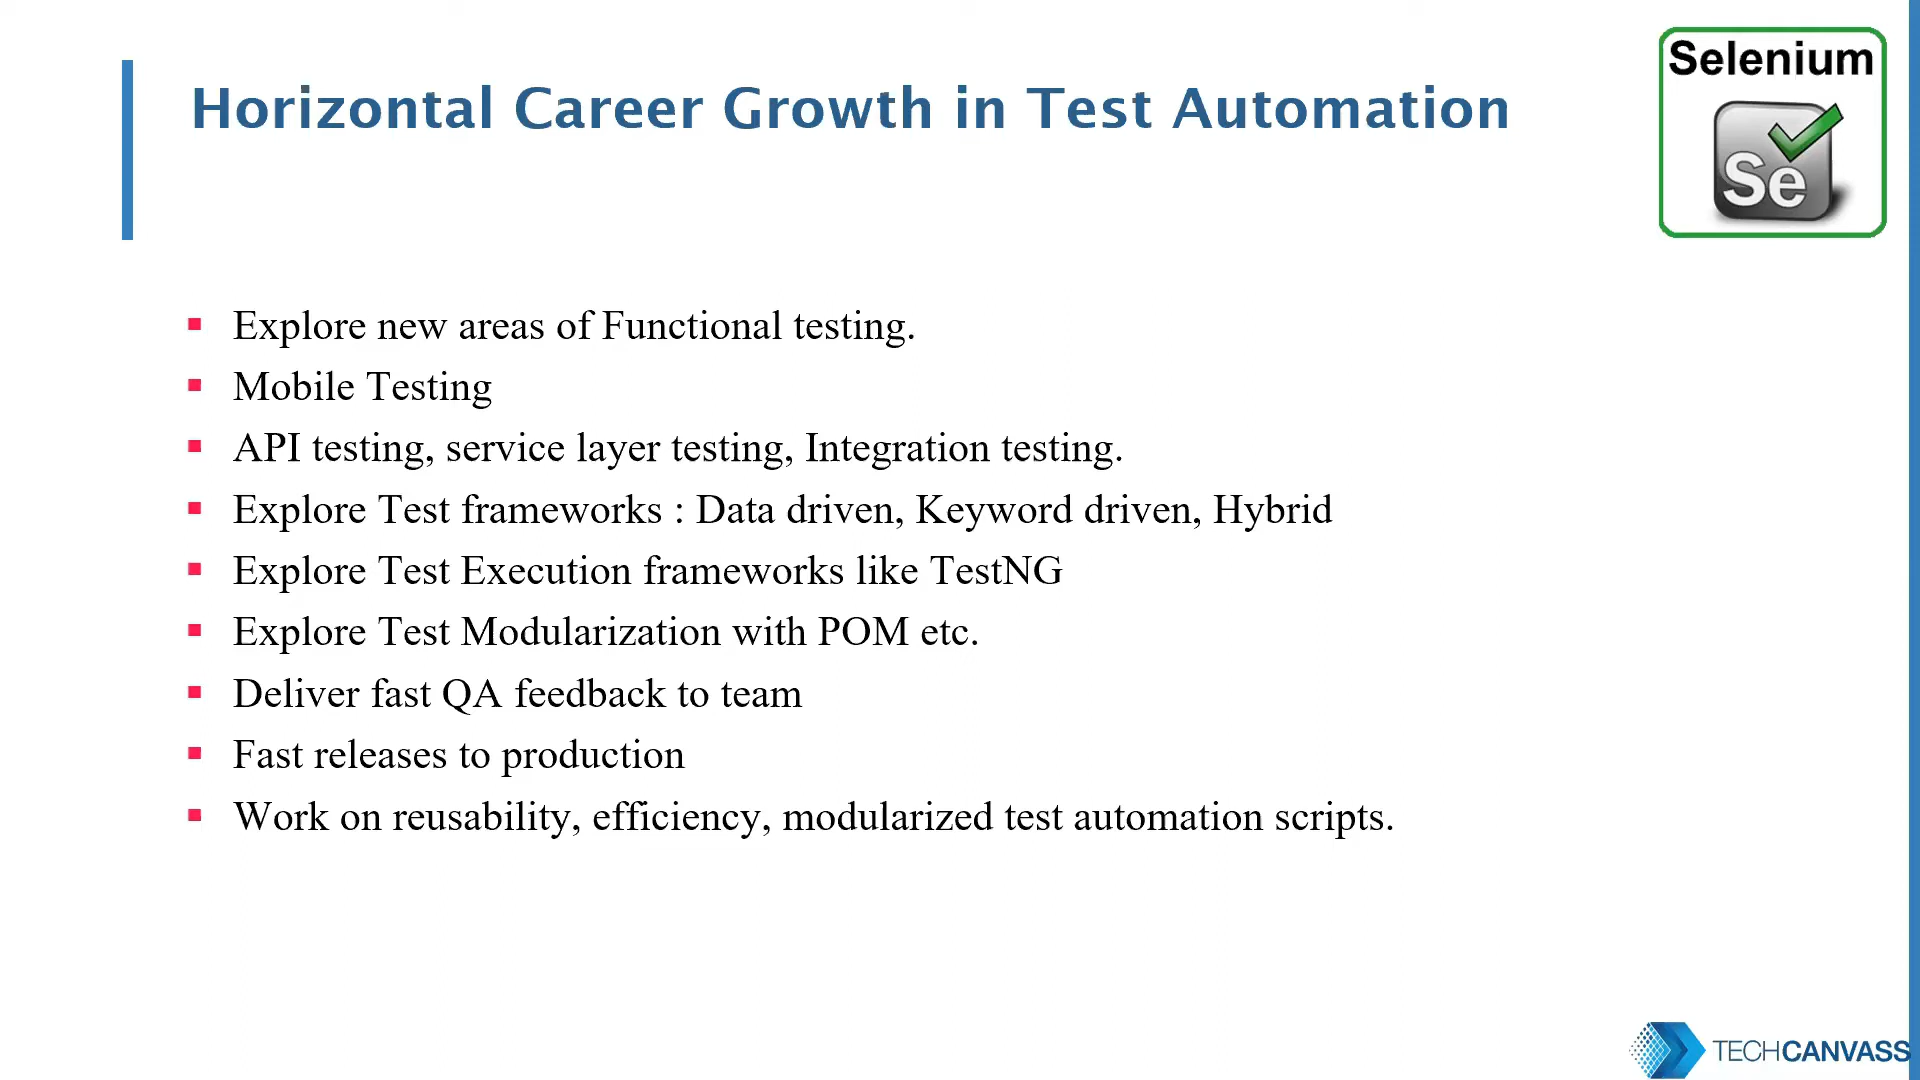 Horizontal Career Growth in Test Automation
Selenium
Se
Explore new areas of Functional testing.
Mobile Testing
API testing, service layer testing, Integration testing.
Explore Test frameworks : Data driven, Keyword driven, Hybrid
Explore Test Execution frameworks like TestNG
Explore Test Modularization with POM etc.
Deliver fast QA feedback to team
Fast releases to production
Work on reusability, efficiency, modularized test automation scripts.
TECHCANVASS